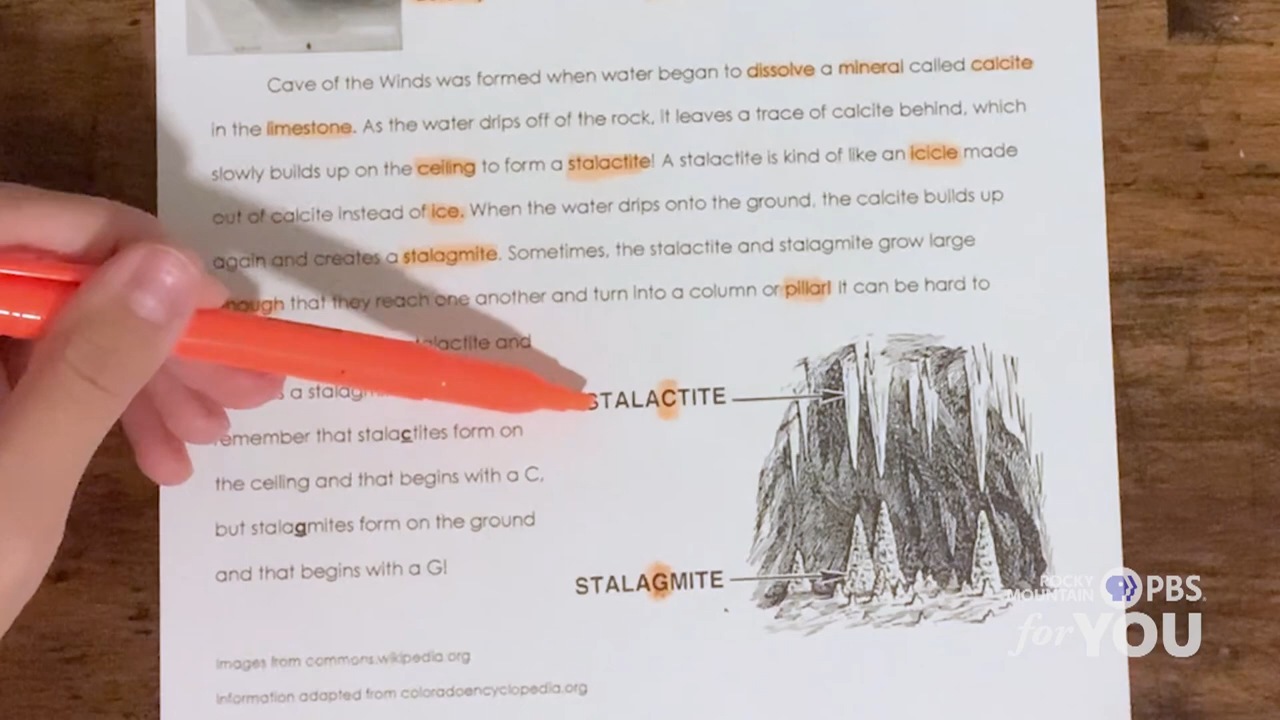 Cave of the Winds was formed when water began to dissolve a mineral called calcite
in the limestone. As the water drips off of the rock, it leaves a trace of calcite behind, which
slowly builds up on the ceiling to form a stalactite! A stalactite is kind of like an icicle made
out of calcite instead of ice. When the water drips onto the ground, the calcite builds up
again and creates a stalagmite. Sometimes, the stalactite and stalagmite grow large
enough that they reach one another and turn into a column or pillar! It can be hard to
and
a
remember that stalactites form on
the ceiling and that begins with a C,
but stalagmites form on the ground
and that begins with a G!
STALACTITE
STALAGMITE
Images from commons.wikipedia.org
Information adapted from coloradoencyclopedia.org
ROCKY MOUNTAIN PBS.
for YOU